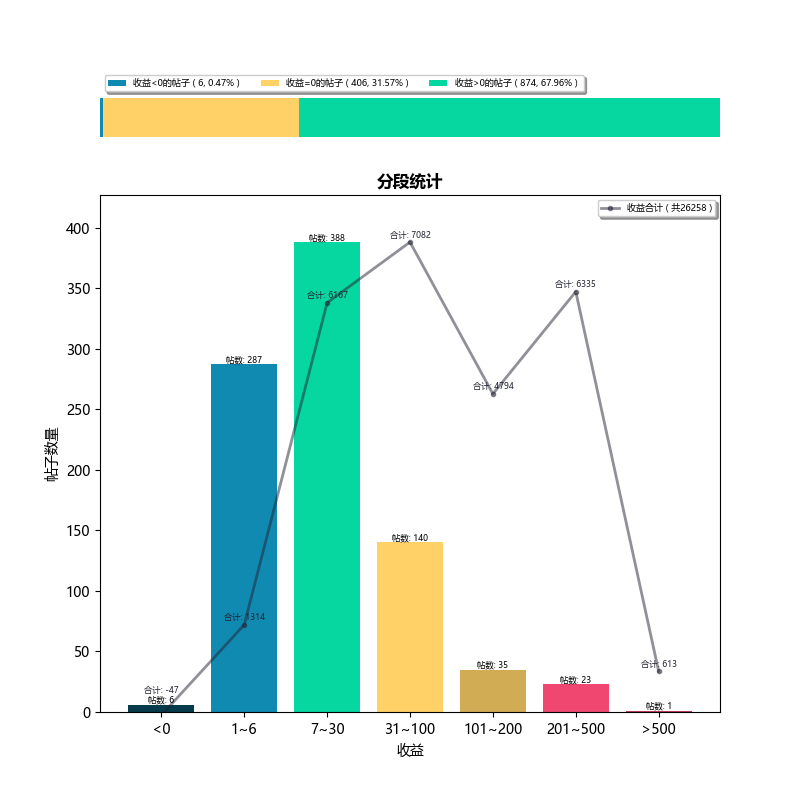 收益<0的帖子 ( 6, 0.47% )
收益=0的帖子 ( 406, 31.57% )
收益>0的帖子 ( 874, 67.96% )
分段统计
收益合计 ( 共26258 )
400
350
300
250
200
150
100
50
0
帖子数量
合计: -47
帖数: 6
帖数: 287
合计: 1314
帖数: 388
合计: 6167
合计: 7082
帖数: 140
合计: 4794
帖数: 35
合计: 6335
帖数: 23
合计: 613
帖数: 1
<0
1~6
7~30
31~100
101~200
201~500
>500
收益